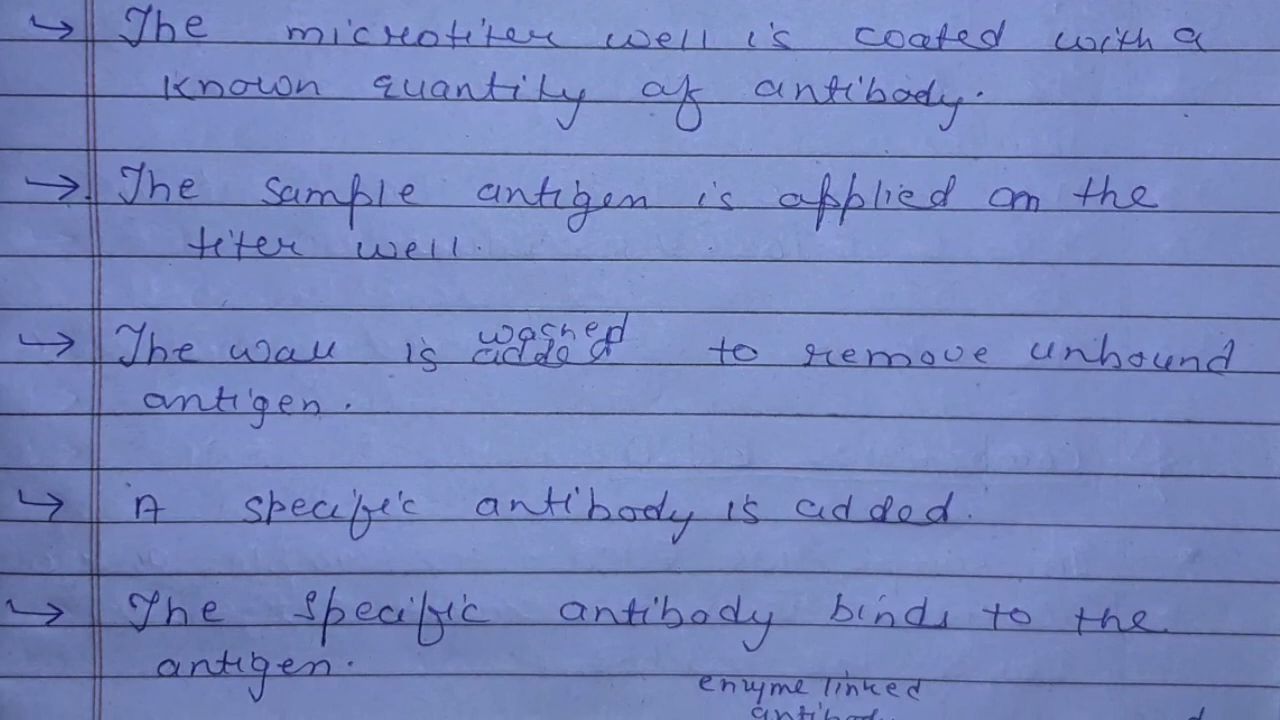 → The microtiter well is coated with a
known quantity of antibody.
→ The sample antigen is applied on the
titer well.
→ The wall is washed added to remove unbound
antigen.
→ A specific antibody is added.
→ The specific antibody binds to the
antigen.
enzyme linked